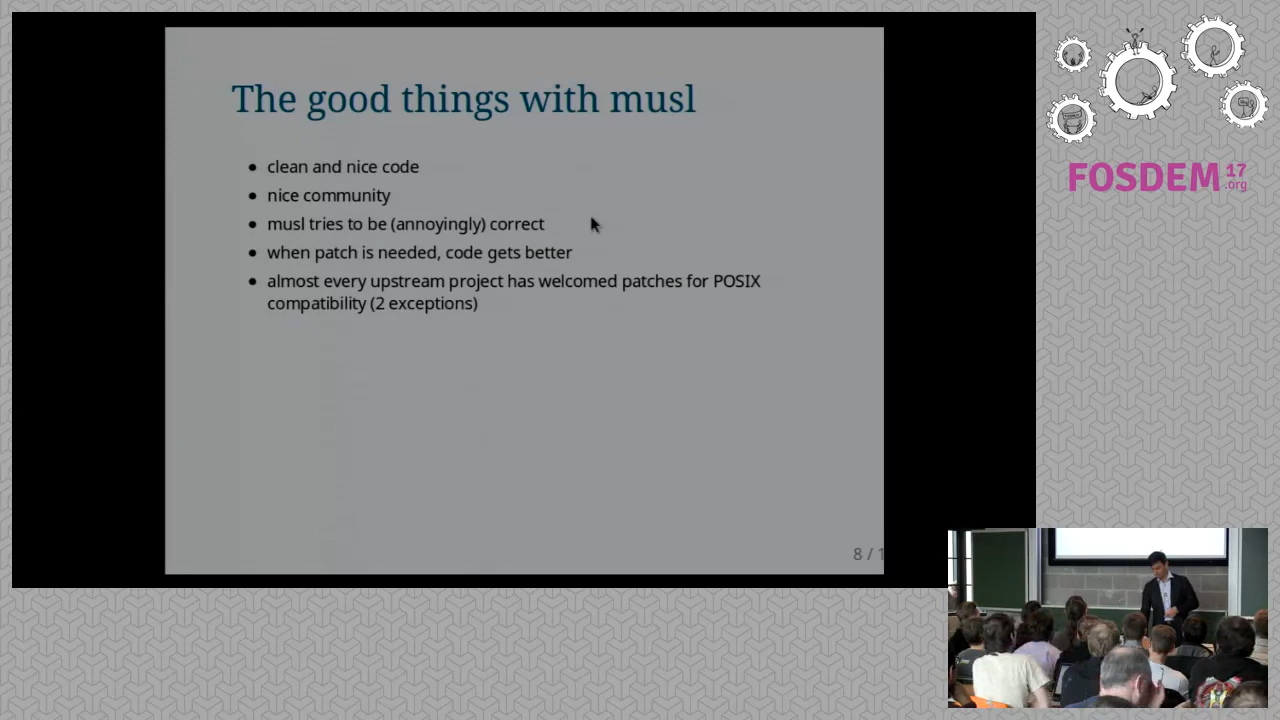 The good things with musl
clean and nice code
nice community
musl tries to be (annoyingly) correct
when patch is needed, code gets better
almost every upstream project has welcomed patches for POSIX
compatibility (2 exceptions)
8 / 1
FOSDEM 17
.org